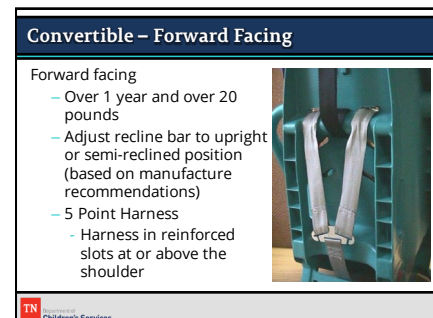 Convertible – Forward Facing
Forward facing
– Over 1 year and over 20
pounds
– Adjust recline bar to upright
or semi-reclined position
(based on manufacture
recommendations)
– 5 Point Harness
- Harness in reinforced
slots at or above the
shoulder
TN
Department of
Children's Services